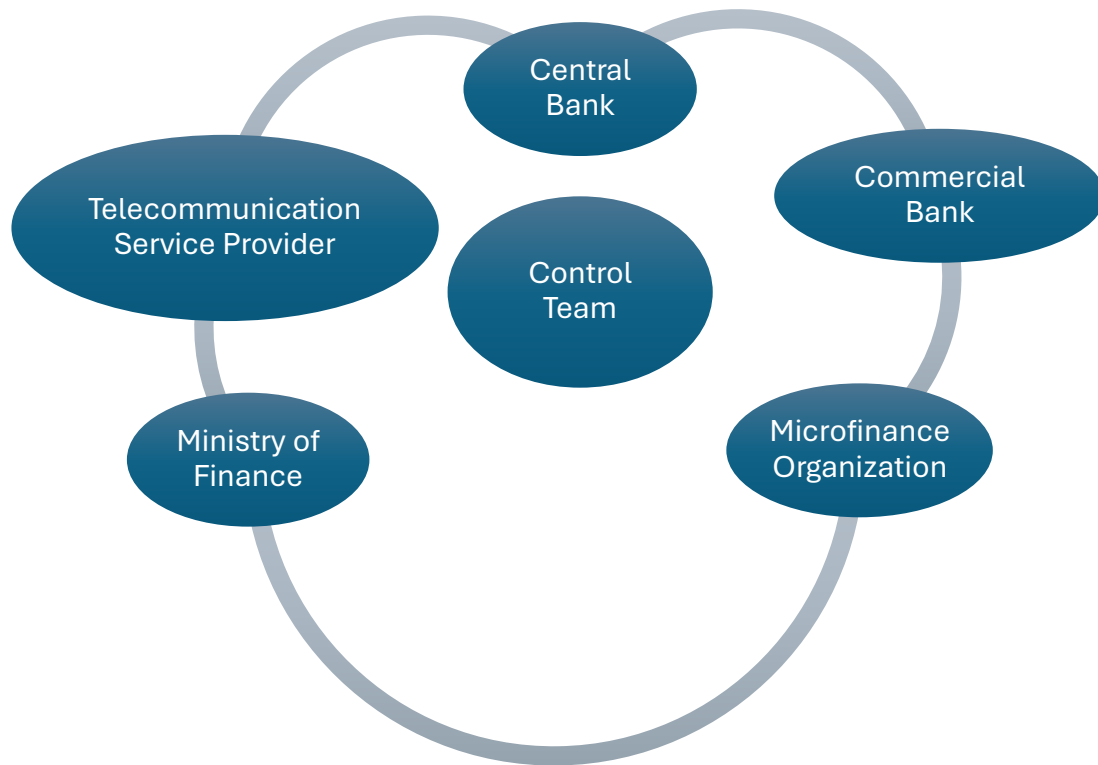 Central
Bank
Commercial
Bank
Telecommunication
Service Provider
Control
Team
Ministry of
Finance
Microfinance
Organization